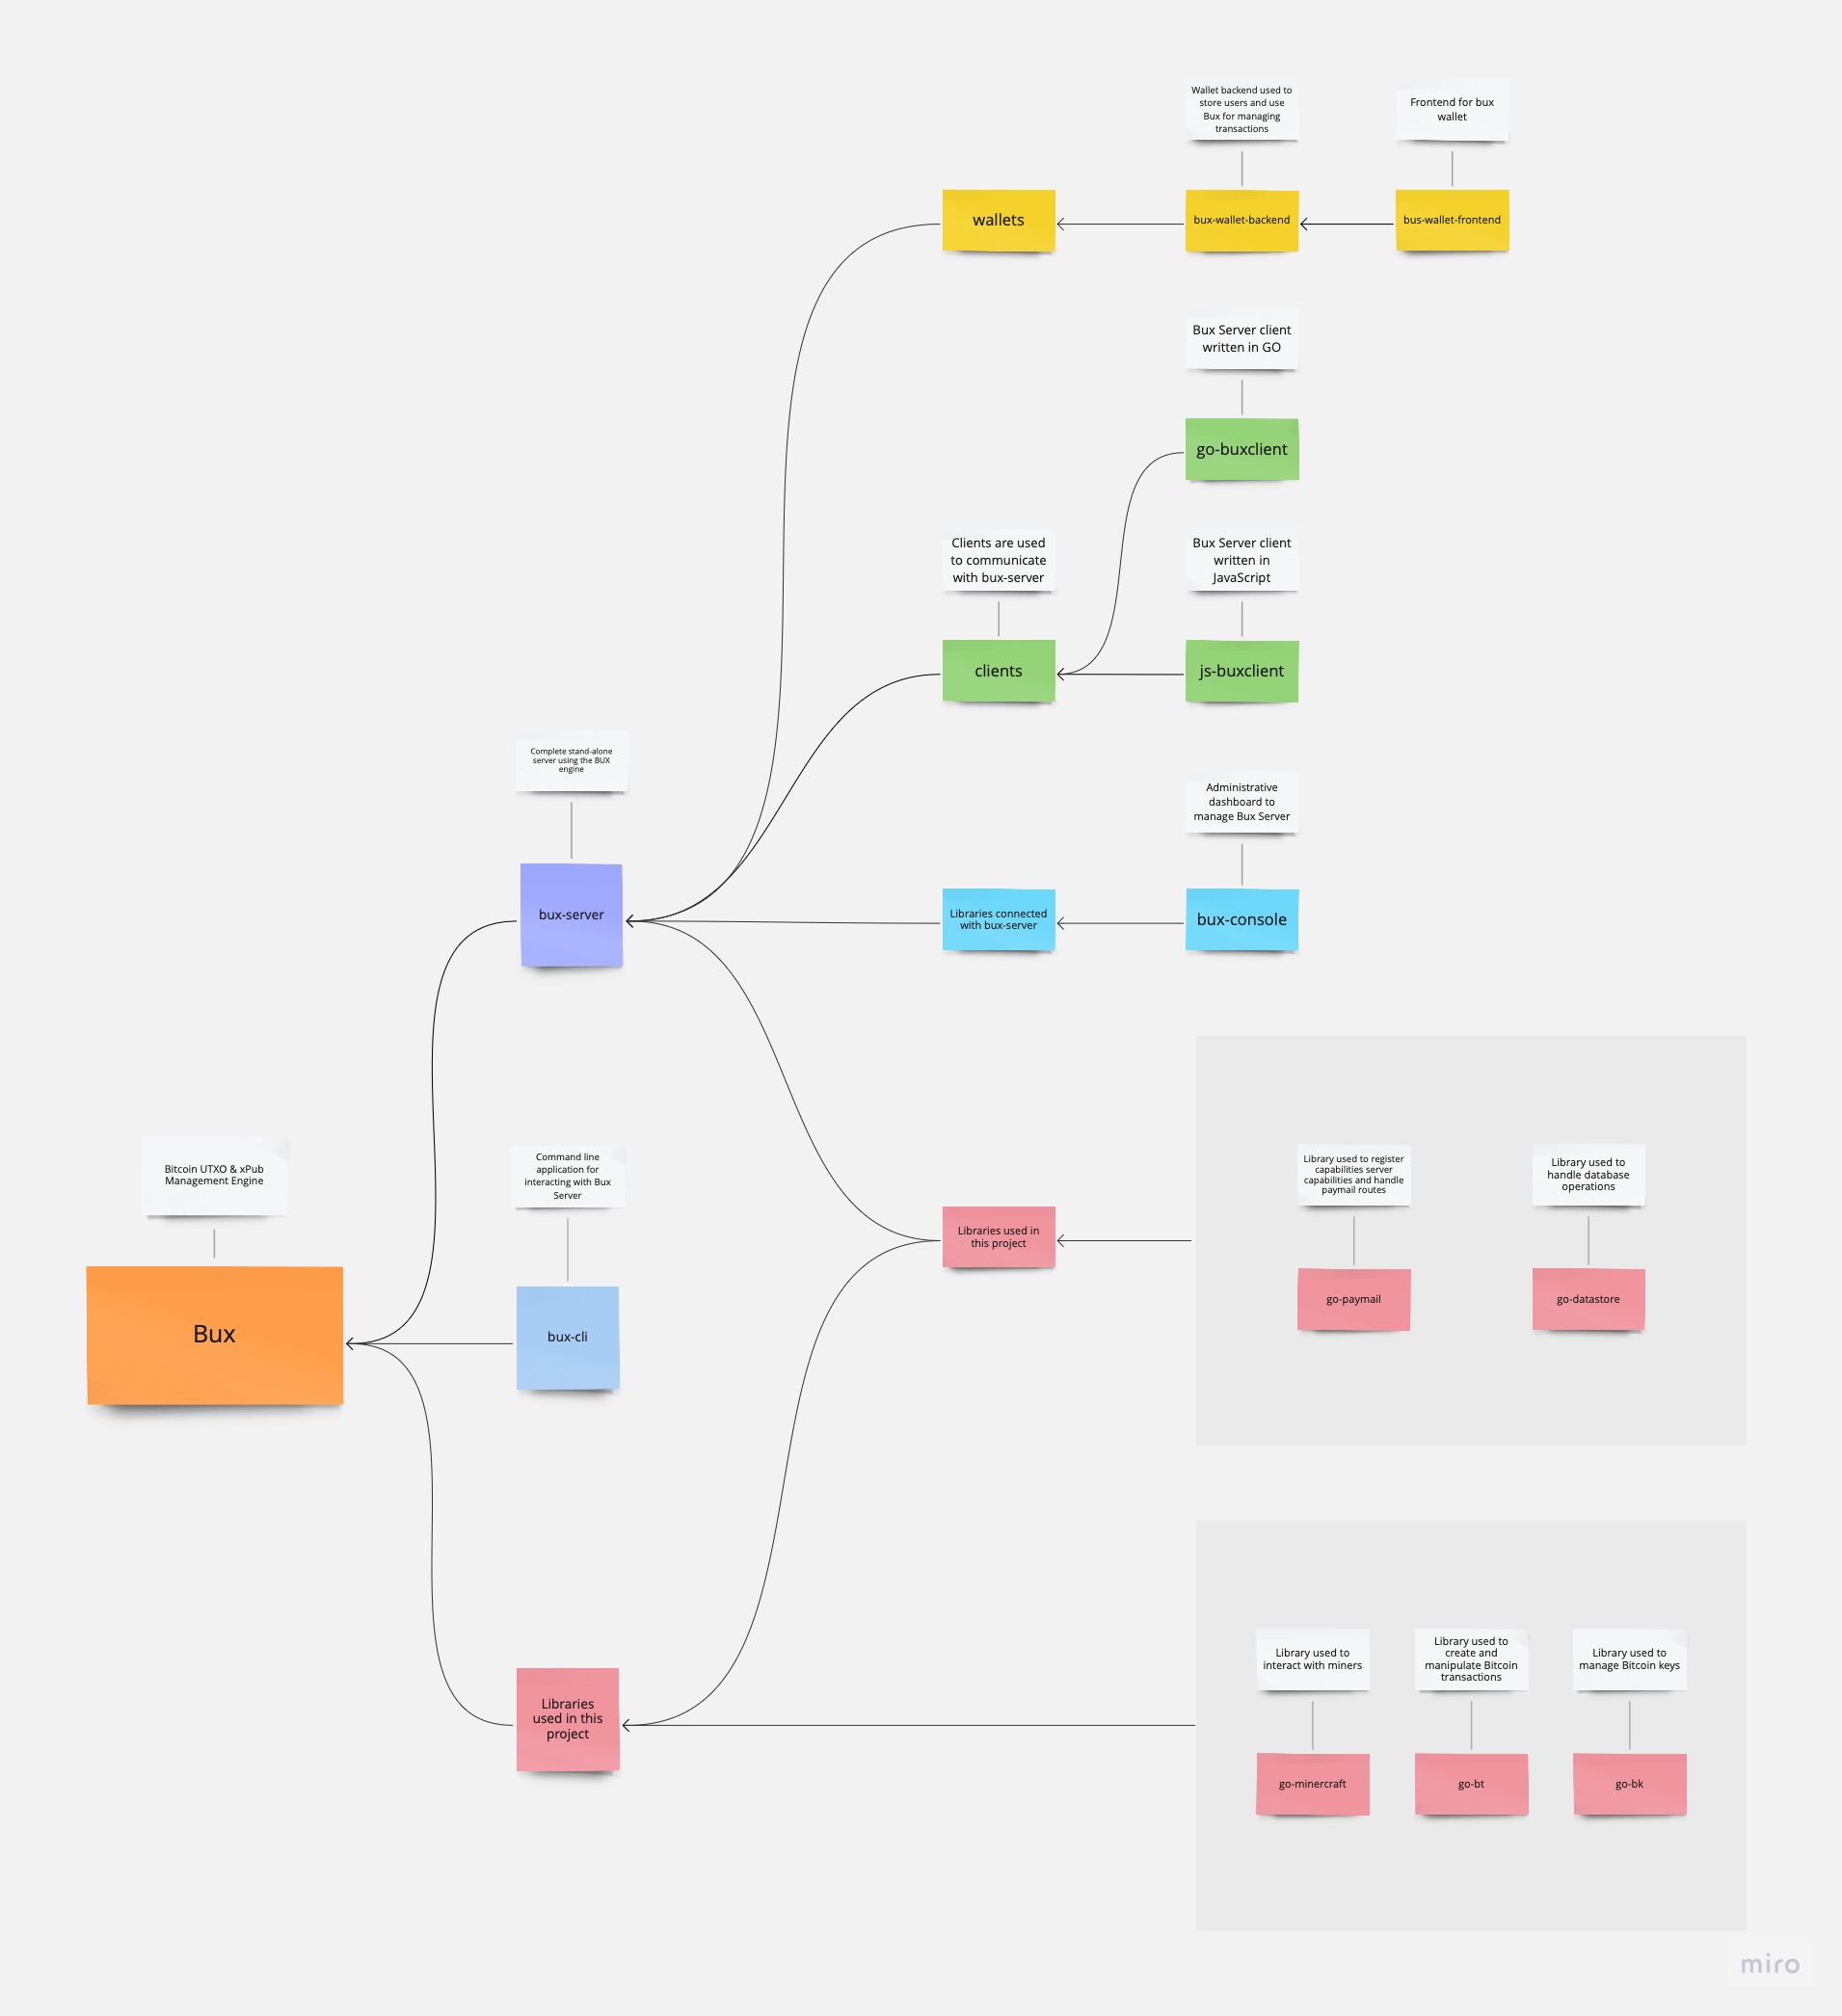 Wallet backend used to
store users and use
Bux for managing
transactions
Frontend for bux
wallet
wallets
bux-wallet-backend
bus-wallet-frontend
Bux Server client
written in GO
go-buxclient
Clients are used
to communicate
with bux-server
Bux Server client
written in
JavaScript
clients
js-buxclient
Complete stand-alone
server using the BUX
engine
Administrative
dashboard to
manage Bux Server
bux-server
Libraries connected
with bux-server
bux-console
Bitcoin UTXO & xPub
Management Engine
Command line
application for
interacting with Bux
Server
Library used to register
capabilities server
capabilities and handle
paymail routes
Library used to
handle database
operations
Libraries used in
this project
go-paymail
go-datastore
Bux
bux-cli
Library used to
interact with miners
Library used to
create and
manipulate Bitcoin
transactions
Library used to
manage Bitcoin keys
Libraries
used in this
project
go-minercraft
go-bt
go-bk
miro